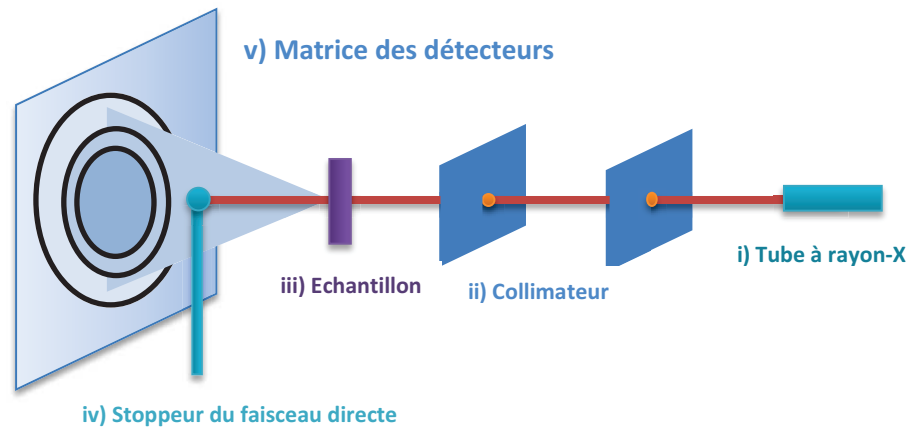 v) Matrice des détecteurs
i) Tube à rayon-X
iii) Echantillon
ii) Collimateur
iv) Stoppeur du faisceau directe